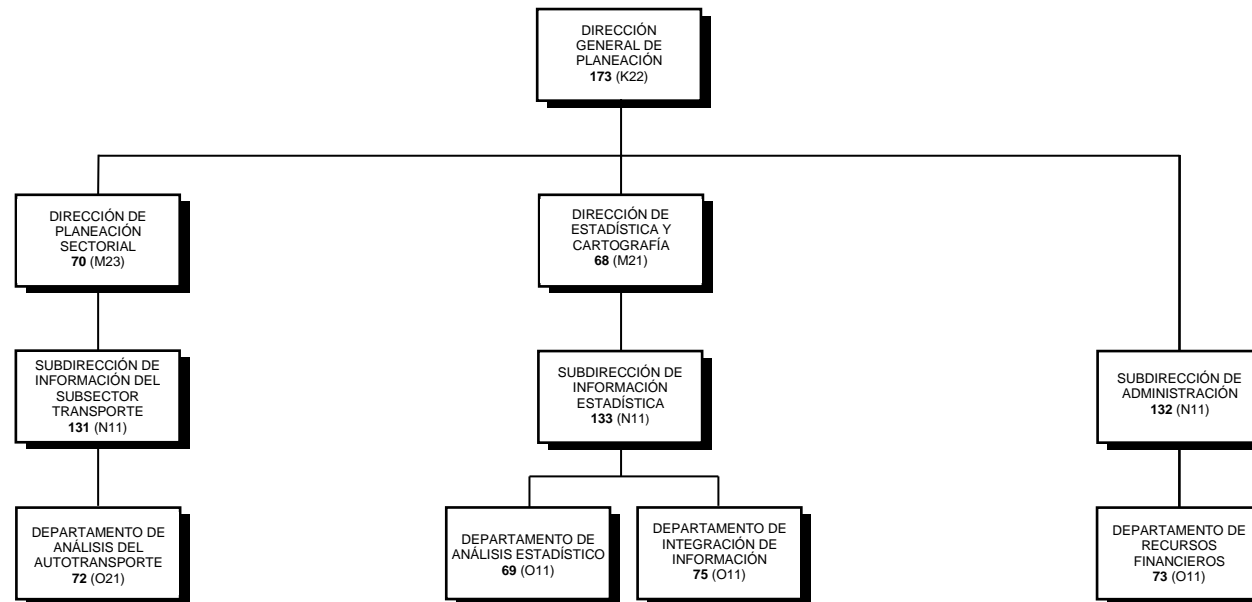 DIRECCIÓN
GENERAL DE
PLANEACIÓN
173 (K22)
DIRECCIÓN DE
PLANEACIÓN
SECTORIAL
70 (M23)
DIRECCIÓN DE
ESTADÍSTICA Y
CARTOGRAFÍA
68 (M21)
SUBDIRECCIÓN DE
INFORMACIÓN DEL
SUBSECTOR
TRANSPORTE
131 (N11)
SUBDIRECCIÓN DE
INFORMACIÓN
ESTADÍSTICA
133 (N11)
SUBDIRECCIÓN DE
ADMINISTRACIÓN
132 (N11)
DEPARTAMENTO DE
ANÁLISIS DEL
AUTOTRANSPORTE
72 (O21)
DEPARTAMENTO DE
ANÁLISIS ESTADÍSTICO
69 (O11)
DEPARTAMENTO DE
INTEGRACIÓN DE
INFORMACIÓN
75 (O11)
DEPARTAMENTO DE
RECURSOS
FINANCIEROS
73 (O11)